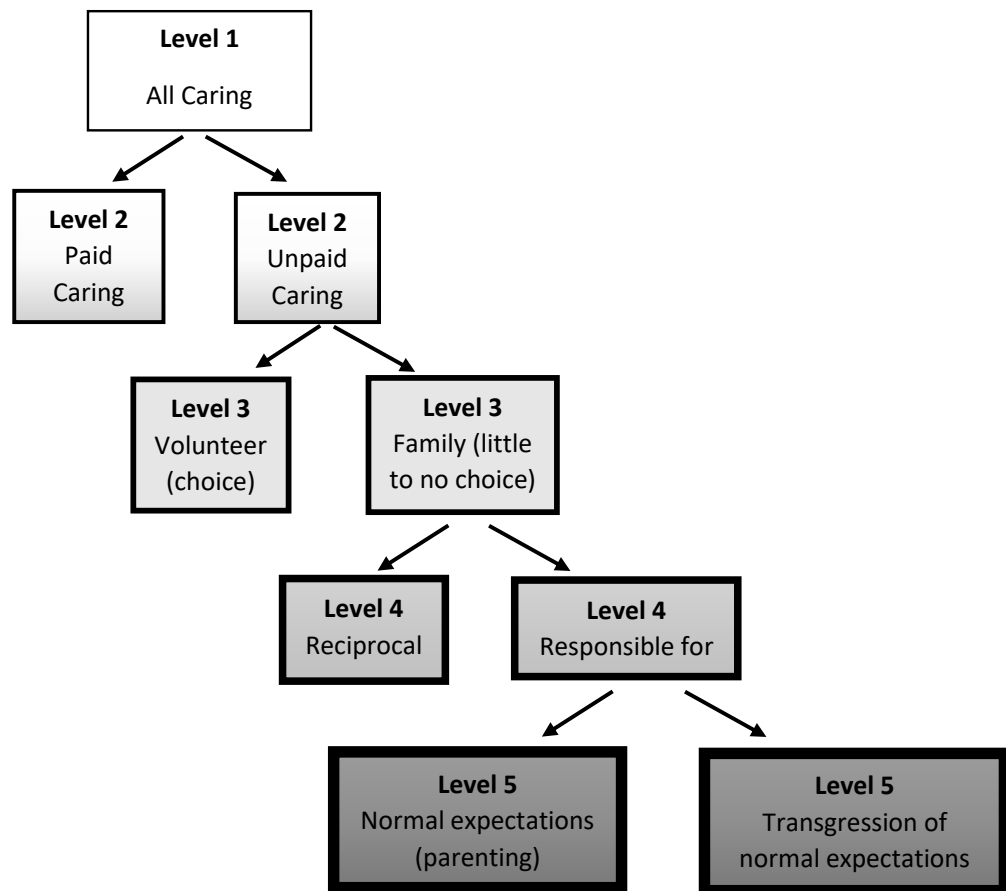 Level 1
All Caring
Level 2
Paid
Caring
Level 2
Unpaid
Caring
Level 3
Volunteer
(choice)
Level 3
Family (little
to no choice)
Level 4
Reciprocal
Level 4
Responsible for
Level 5
Normal expectations
(parenting)
Level 5
Transgression of
normal expectations